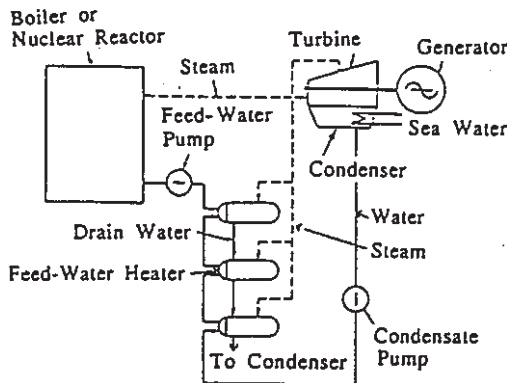 Boiler or
Nuclear Reactor
Turbine
Generator
Steam
Feed-Water
Pump
Sea Water
Condenser
Water
Drain Water
Steam
Feed-Water Heater
Condensate
Pump
To Condenser